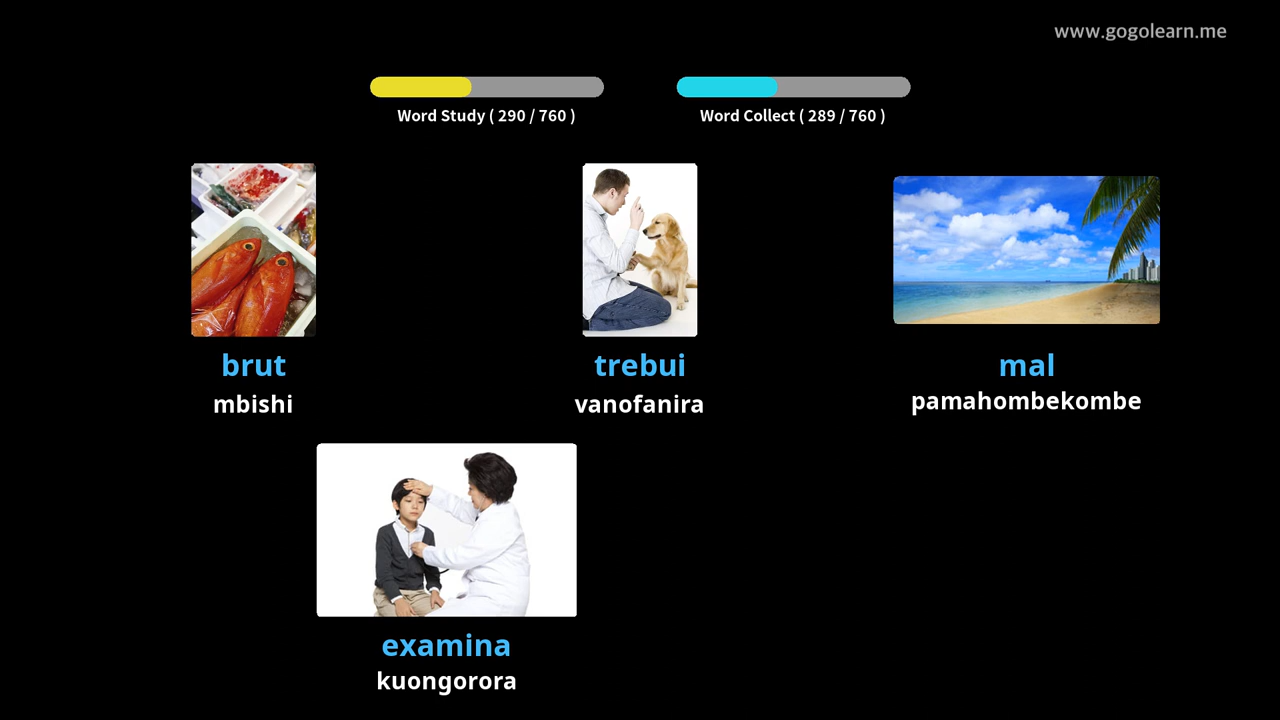 www.gogolearn.me
Word Study ( 290 / 760 )
Word Collect ( 289 / 760 )
brut
mbishi
trebui
vanofanira
mal
pamahombekombe
examina
kuongorora